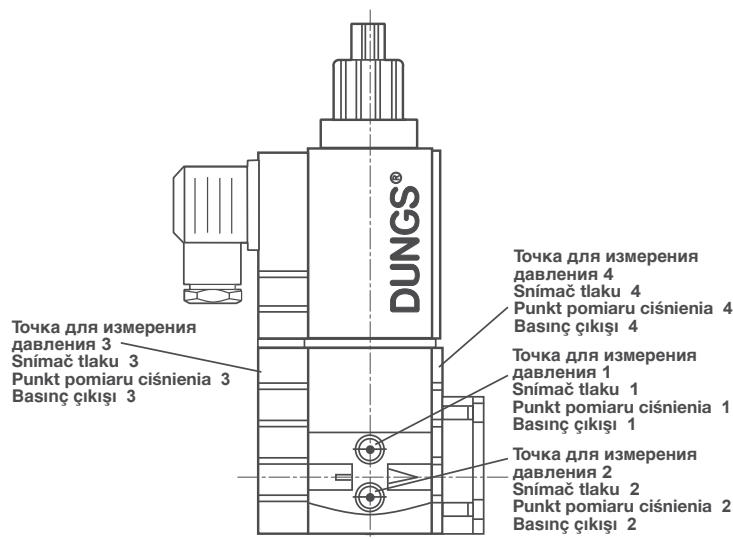 DUNGS®
Точка для измерения
давления 4
Snímač tlaku 4
Punkt pomiaru ciśnienia 4
Basınç çıkışı 4
Точка для измерения
давления 3
Snímač tlaku 3
Punkt pomiaru ciśnienia 3
Basınç çıkışı 3
Точка для измерения
давления 1
Snímač tlaku 1
Punkt pomiaru ciśnienia 1
Basınç çıkışı 1
Точка для измерения
давления 2
Snímač tlaku 2
Punkt pomiaru ciśnienia 2
Basınç çıkışı 2